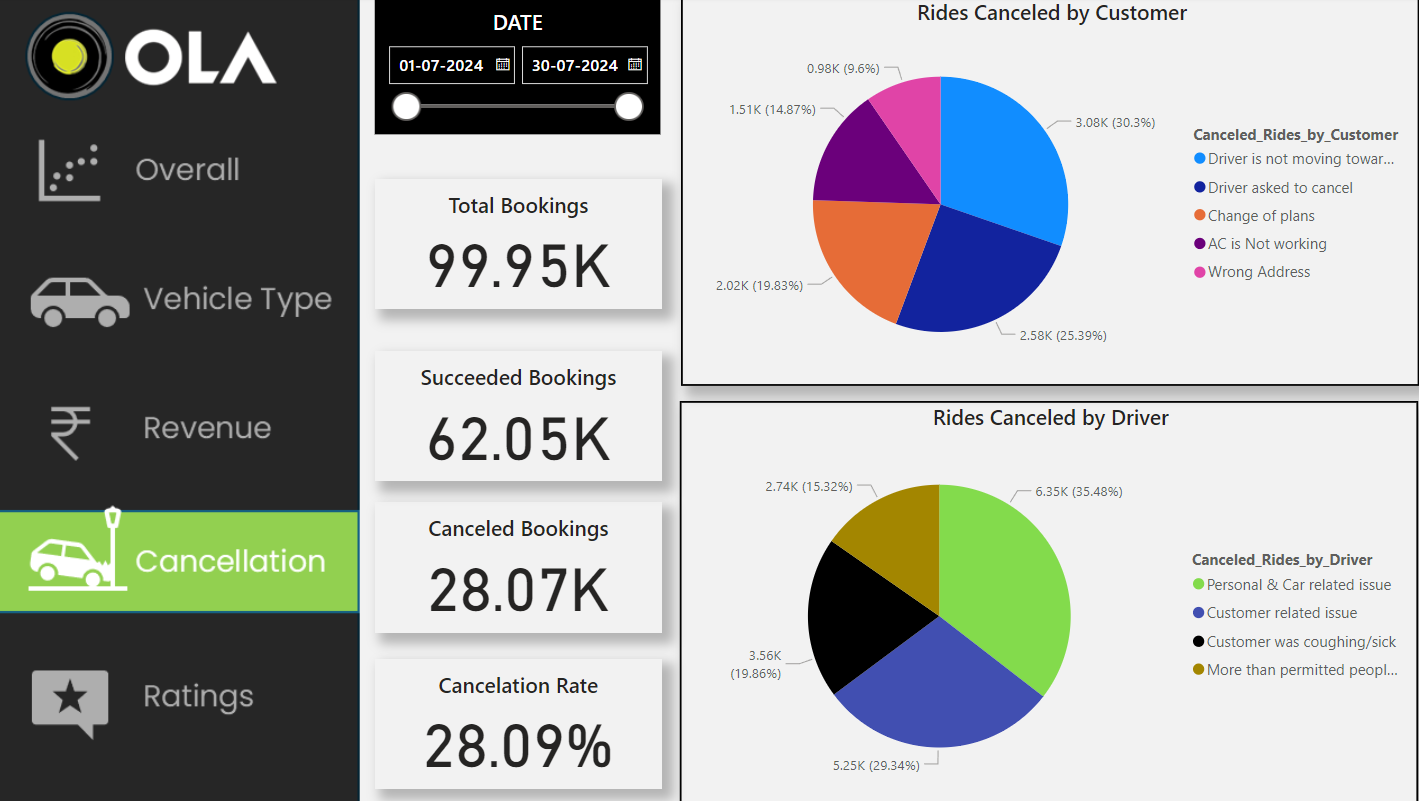 OLA
Overall
Vehicle Type
Revenue
Cancellation
Ratings
DATE
01-07-2024
30-07-2024
Total Bookings
99.95K
Succeeded Bookings
62.05K
Canceled Bookings
28.07K
Cancelation Rate
28.09%
Rides Canceled by Customer
0.98K (9.6%)
1.51K (14.87%)
3.08K (30.3%)
2.02K (19.83%)
2.58K (25.39%)
Canceled_Rides_by_Customer
Driver is not moving towar...
Driver asked to cancel
Change of plans
AC is Not working
Wrong Address
Rides Canceled by Driver
2.74K (15.32%)
6.35K (35.48%)
3.56K
(19.86%)
5.25K (29.34%)
Canceled_Rides_by_Driver
Personal & Car related issue
Customer related issue
Customer was coughing/sick
More than permitted peopl...